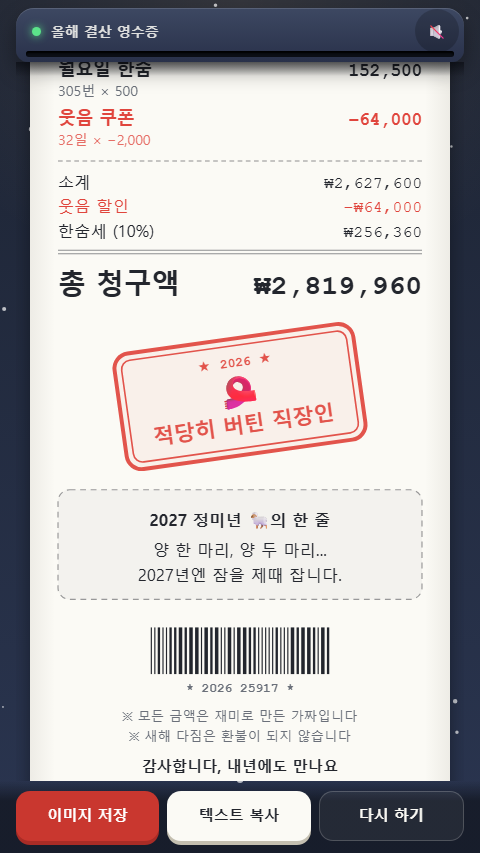 올해 결산 영수증
월요일 한숨 152,500
305번 × 500
웃음 쿠폰 −64,000
32일 × −2,000
소계 ₩2,627,600
웃음 할인 −₩64,000
한숨세 (10%) ₩256,360
총 청구액 ₩2,819,960
★ 2026 ★
적당히 버틴 직장인
2027 정미년 🐑의 한 줄
양 한 마리, 양 두 마리…
2027년엔 잠을 제때 잡니다.
★ 2026 25917 ★
※ 모든 금액은 재미로 만든 가짜입니다
※ 새해 다짐은 환불이 되지 않습니다
감사합니다, 내년에도 만나요
이미지 저장 텍스트 복사 다시 하기